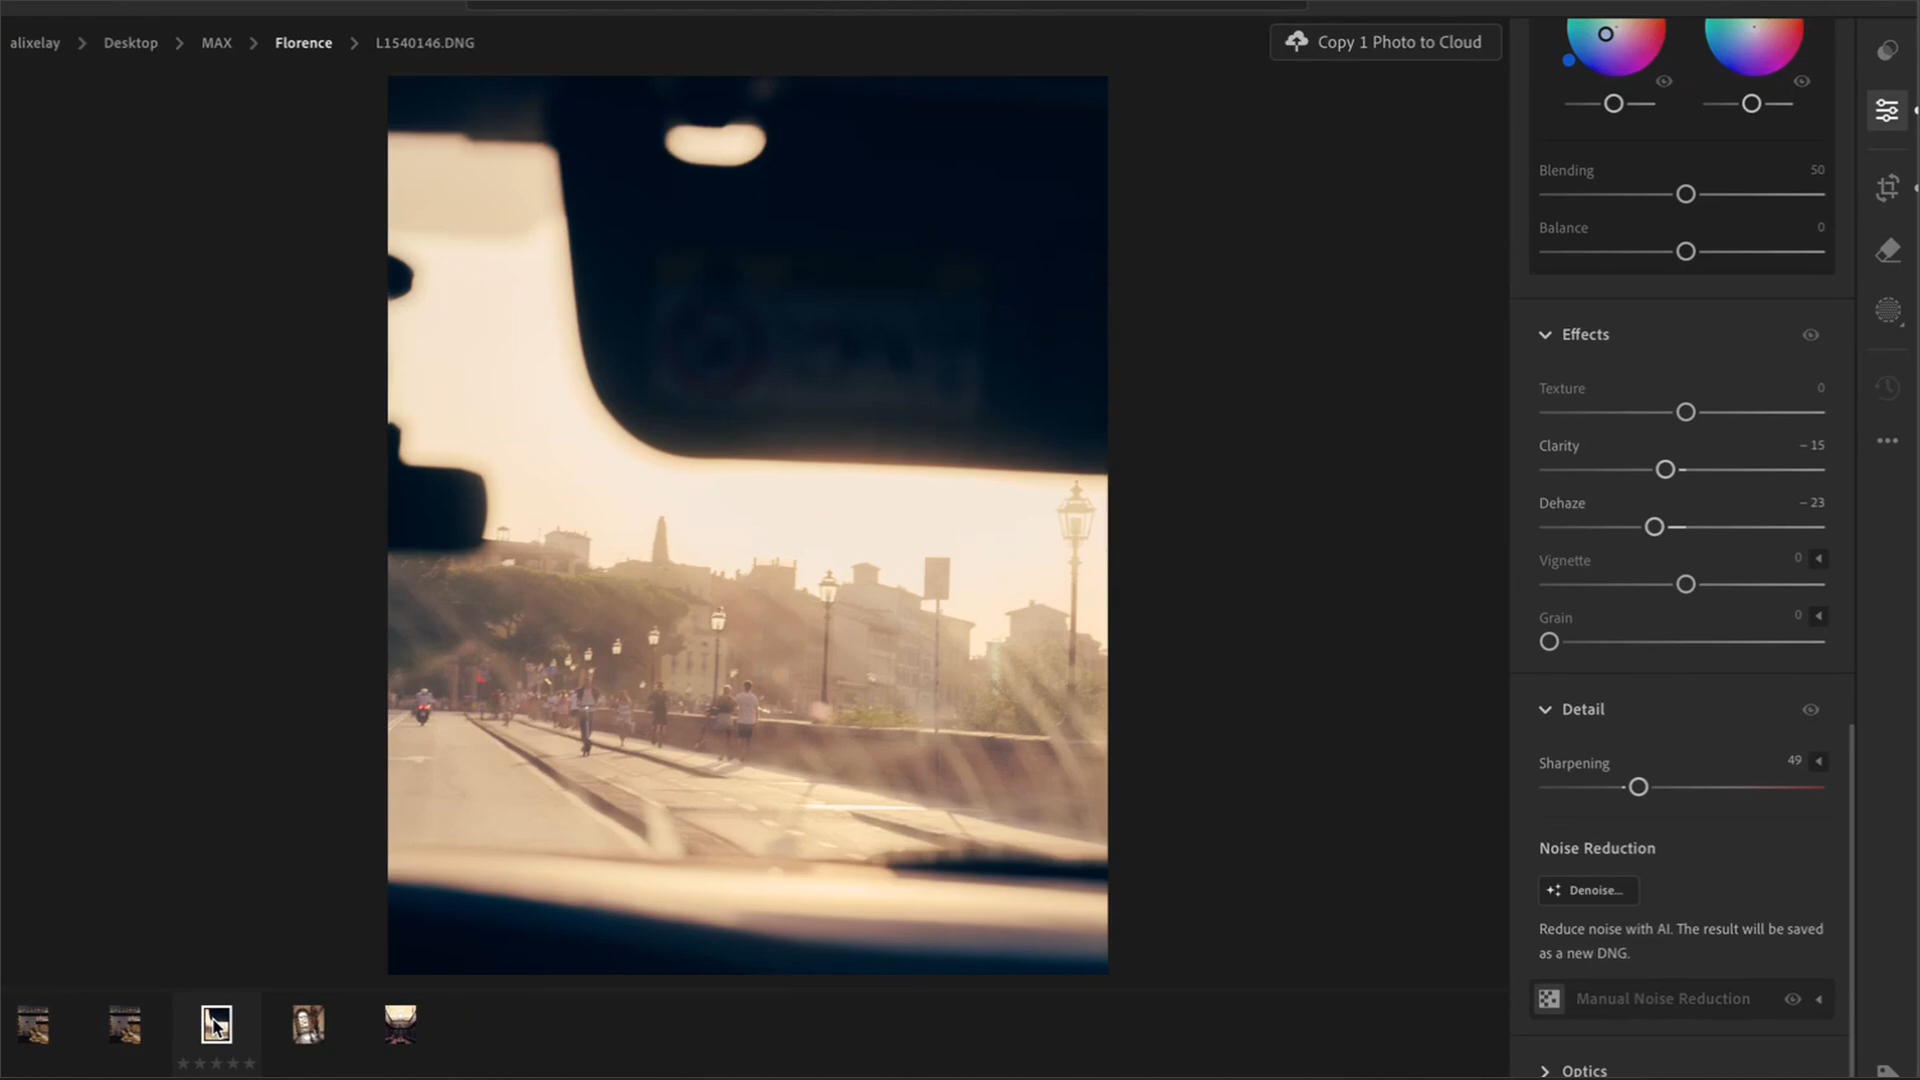 alixelay > Desktop > MAX > Florence > L1540146.DNG
Copy 1 Photo to Cloud
Blending 50
Balance 0
Effects
Texture 0
Clarity – 15
Dehaze – 23
Vignette 0
Grain 0
Detail
Sharpening 49
Noise Reduction
Denoise...
Reduce noise with AI. The result will be saved
as a new DNG.
Manual Noise Reduction
Optics